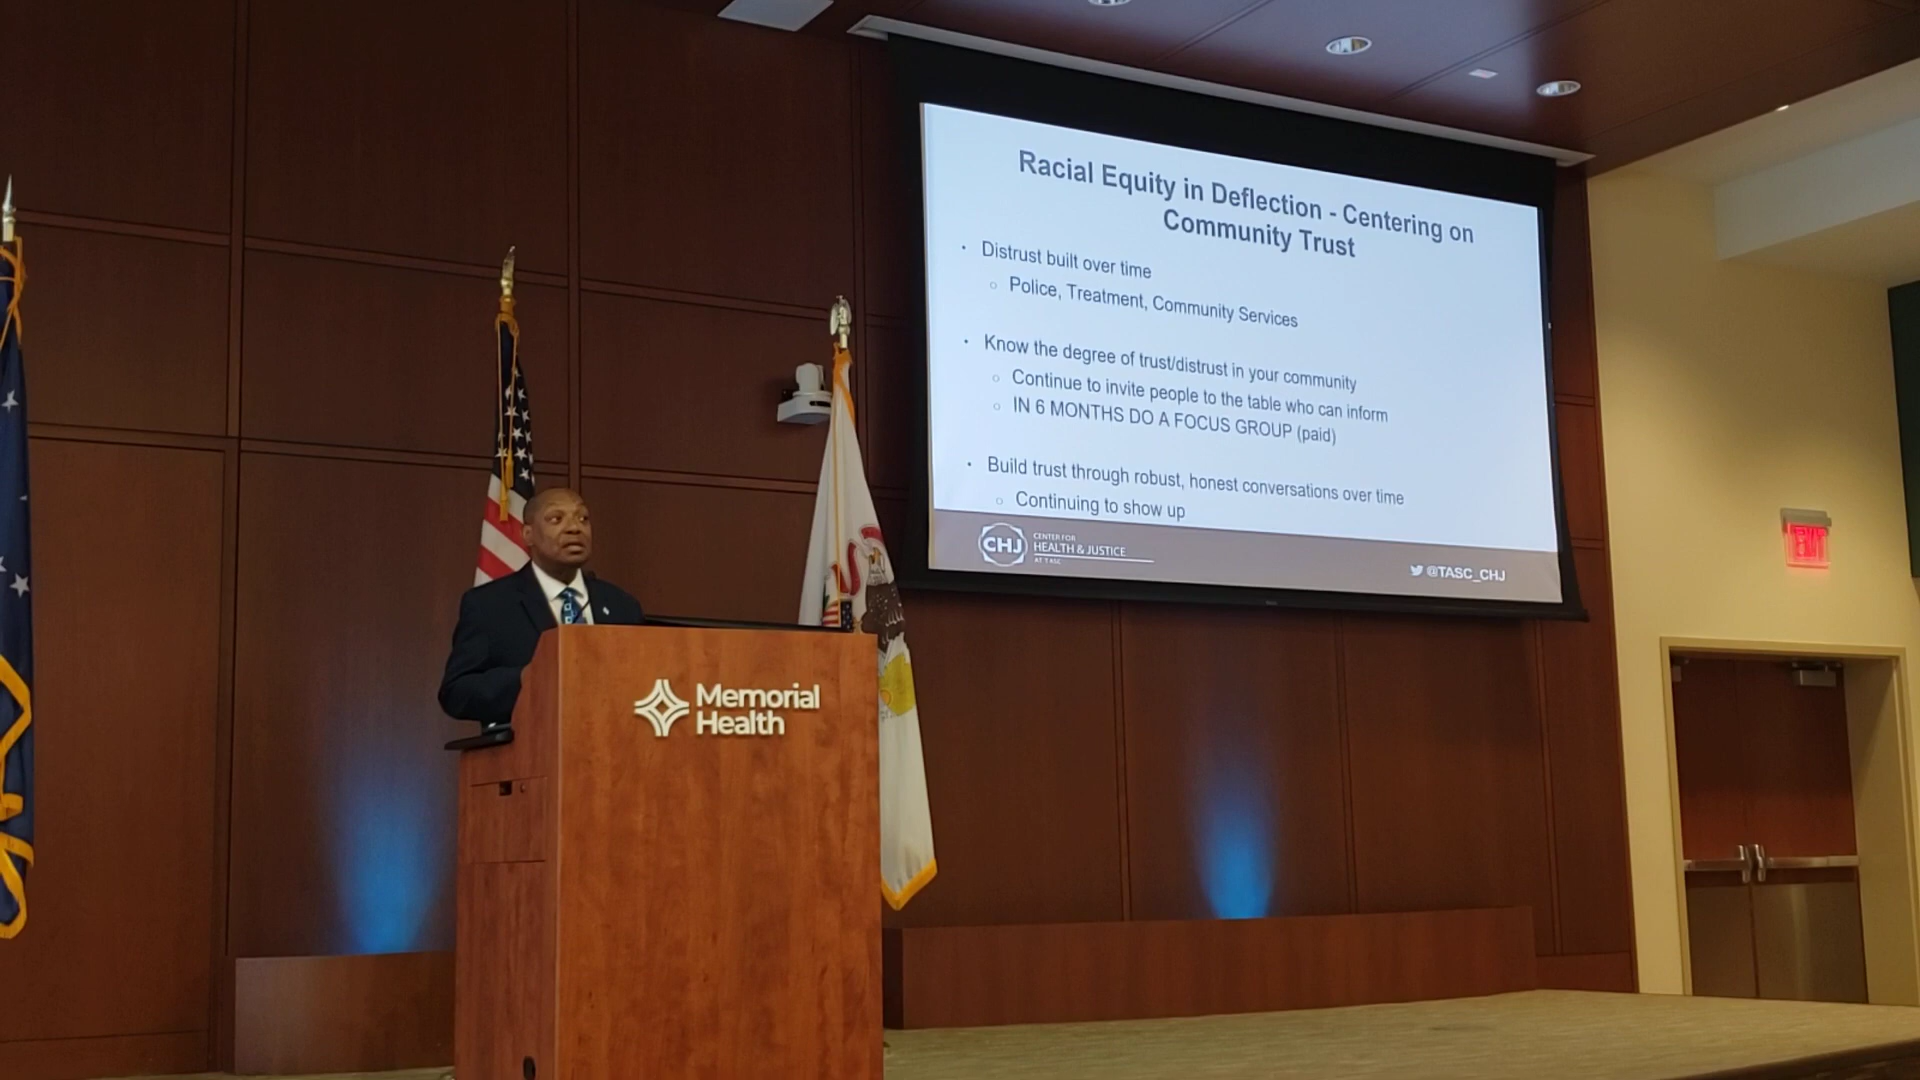 Racial Equity in Deflection - Centering on
Community Trust
• Distrust built over time
○ Police, Treatment, Community Services
• Know the degree of trust/distrust in your community
○ Continue to invite people to the table who can inform
○ IN 6 MONTHS DO A FOCUS GROUP (paid)
• Build trust through robust, honest conversations over time
○ Continuing to show up
CHJ
CENTER FOR
HEALTH & JUSTICE
AT TASC
@TASC_CHJ
EXIT
Memorial
Health